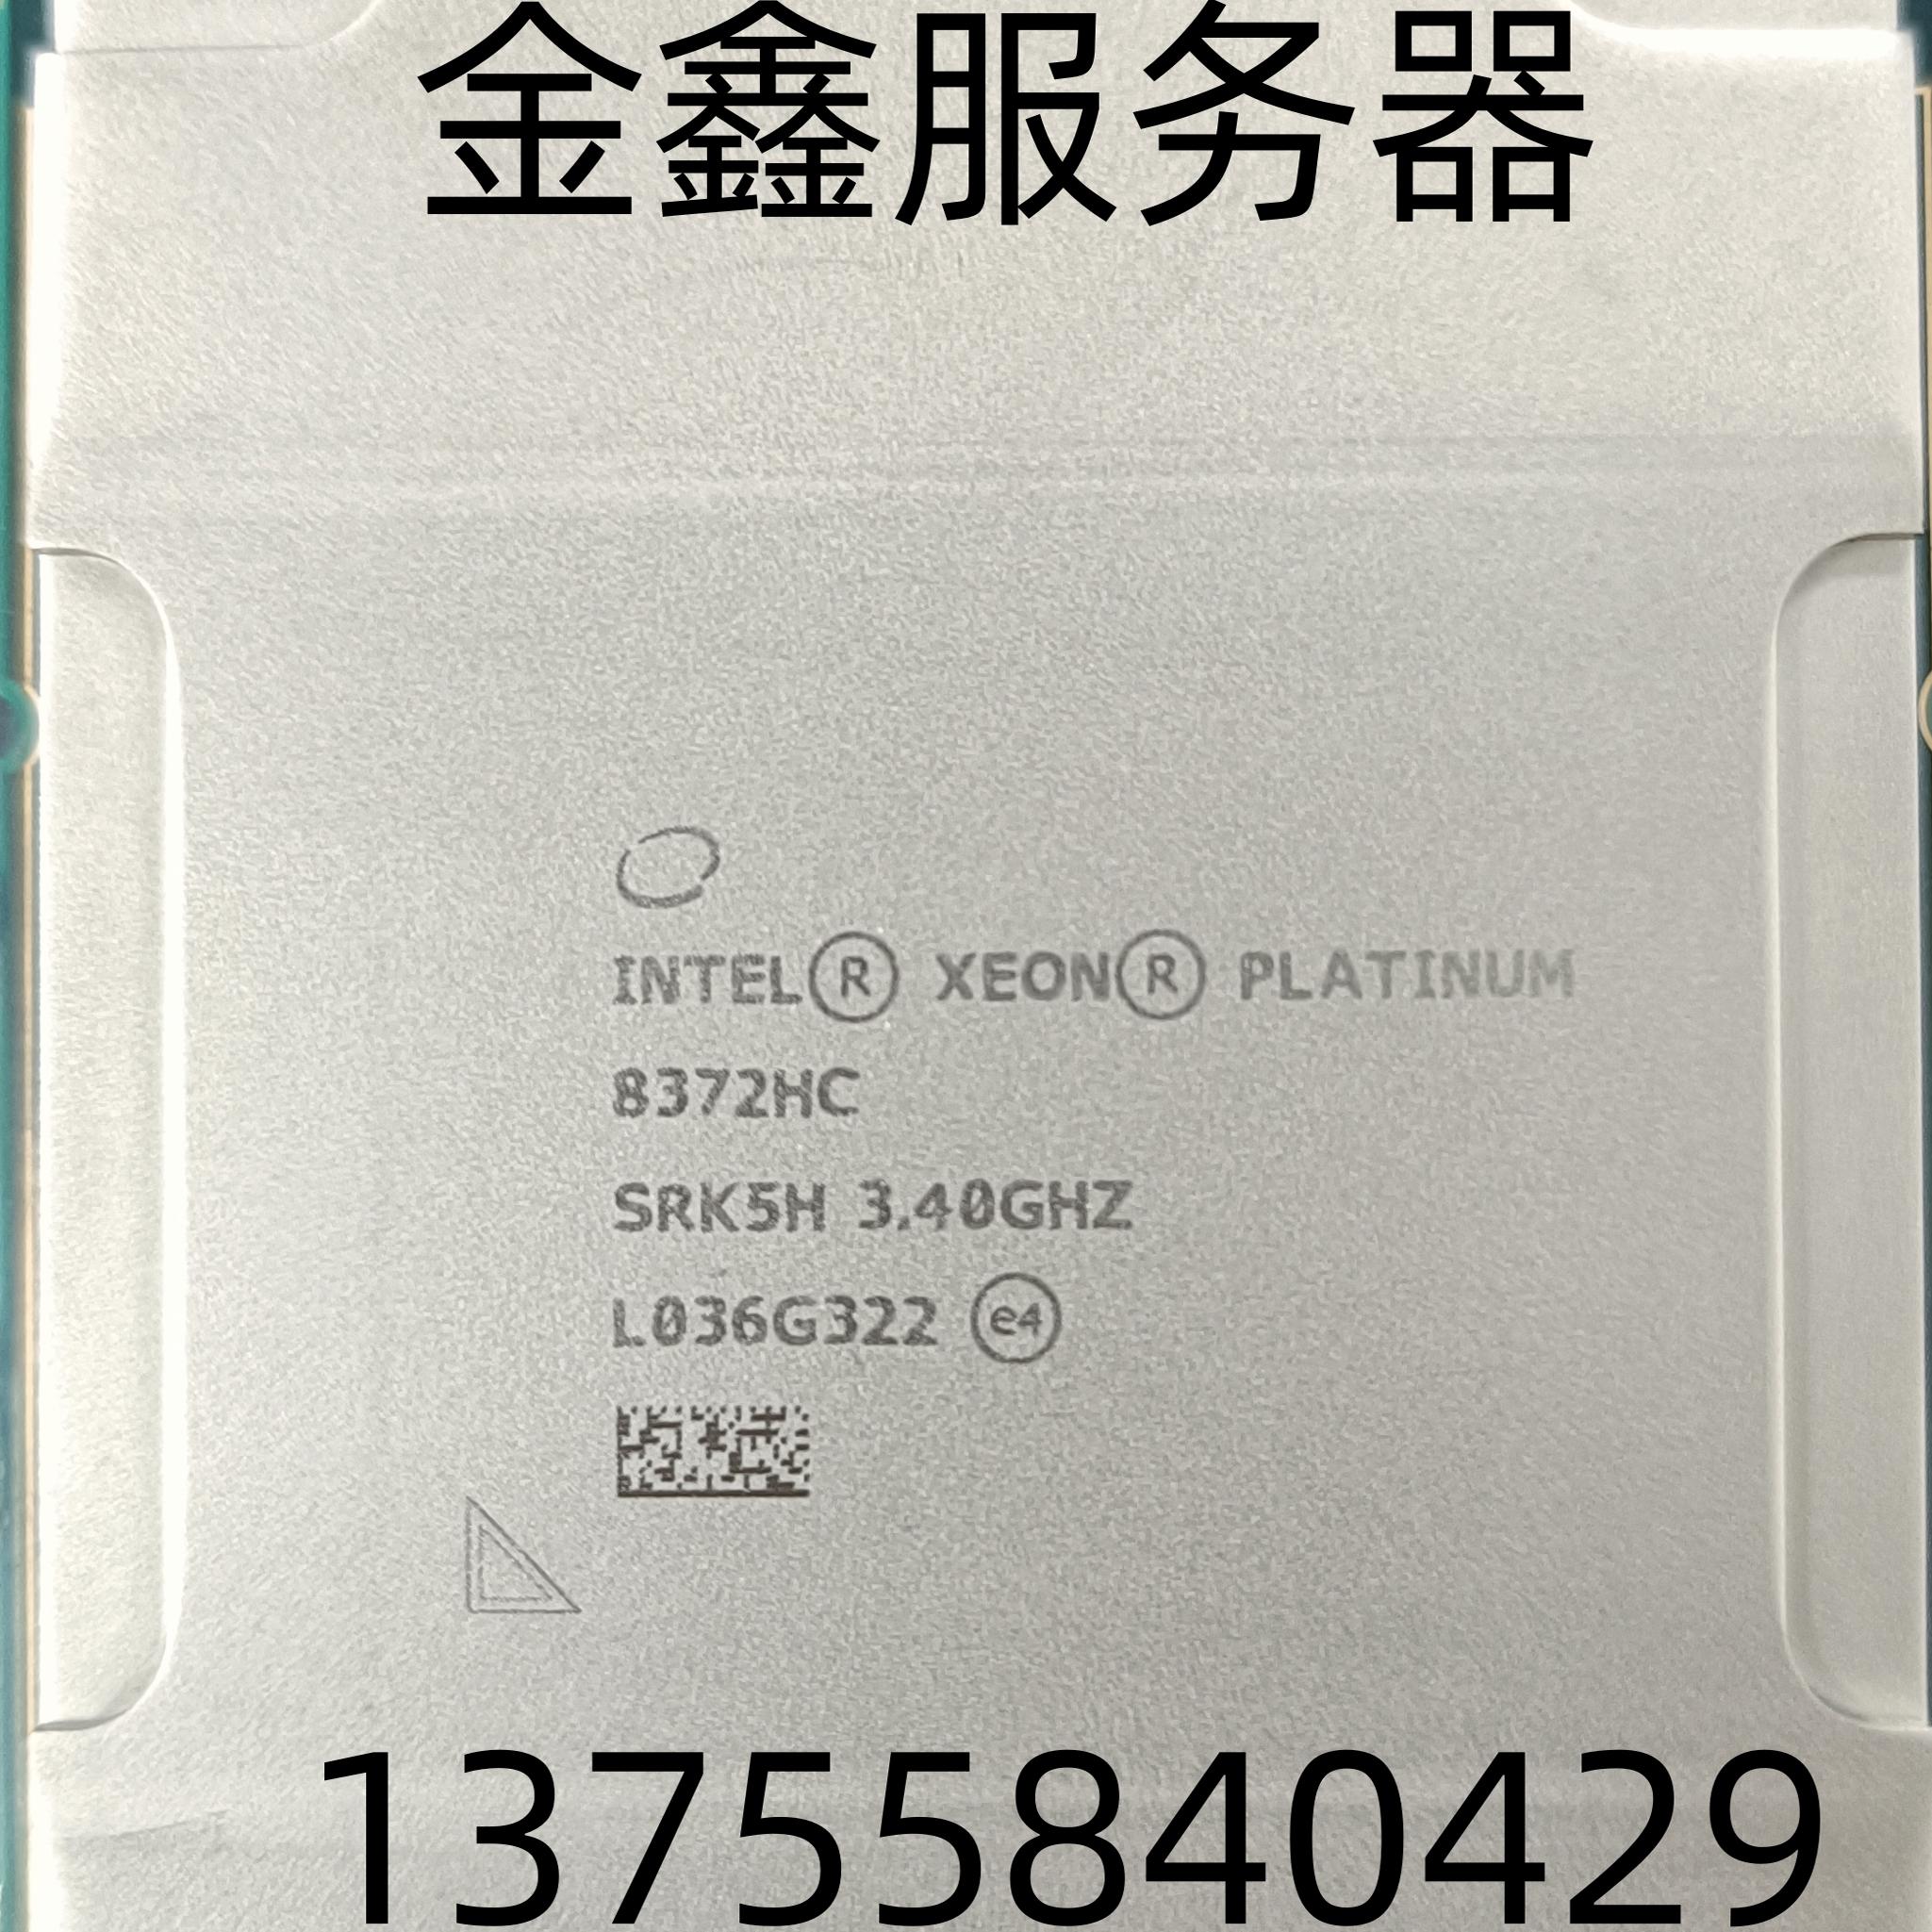 金鑫服务器
INTEL® XEON® PLATINUM
8372HC
SRK5H 3.40GHZ
L036G322 e4
13755840429